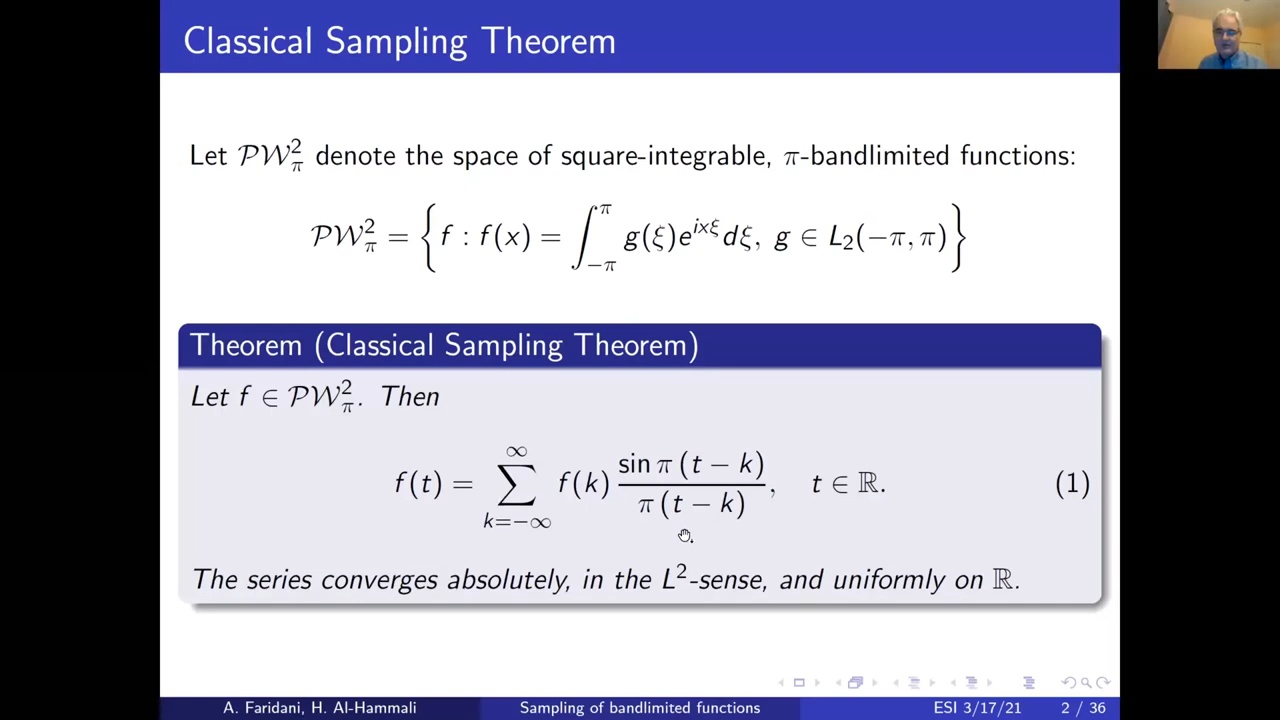 Classical Sampling Theorem
Let 𝒫𝒲²_π denote the space of square-integrable, π-bandlimited functions:
𝒫𝒲²_π = { f : f(x) = ∫_{−π}^{π} g(ξ)e^{ixξ}dξ, g ∈ L₂(−π, π) }
Theorem (Classical Sampling Theorem)
Let f ∈ 𝒫𝒲²_π. Then
f(t) = ∑_{k=−∞}^{∞} f(k) \frac{sin π (t − k)}{π (t − k)}, t ∈ ℝ. (1)
The series converges absolutely, in the L²-sense, and uniformly on ℝ.
A. Faridani, H. Al-Hammali Sampling of bandlimited functions ESI 3/17/21 2 / 36